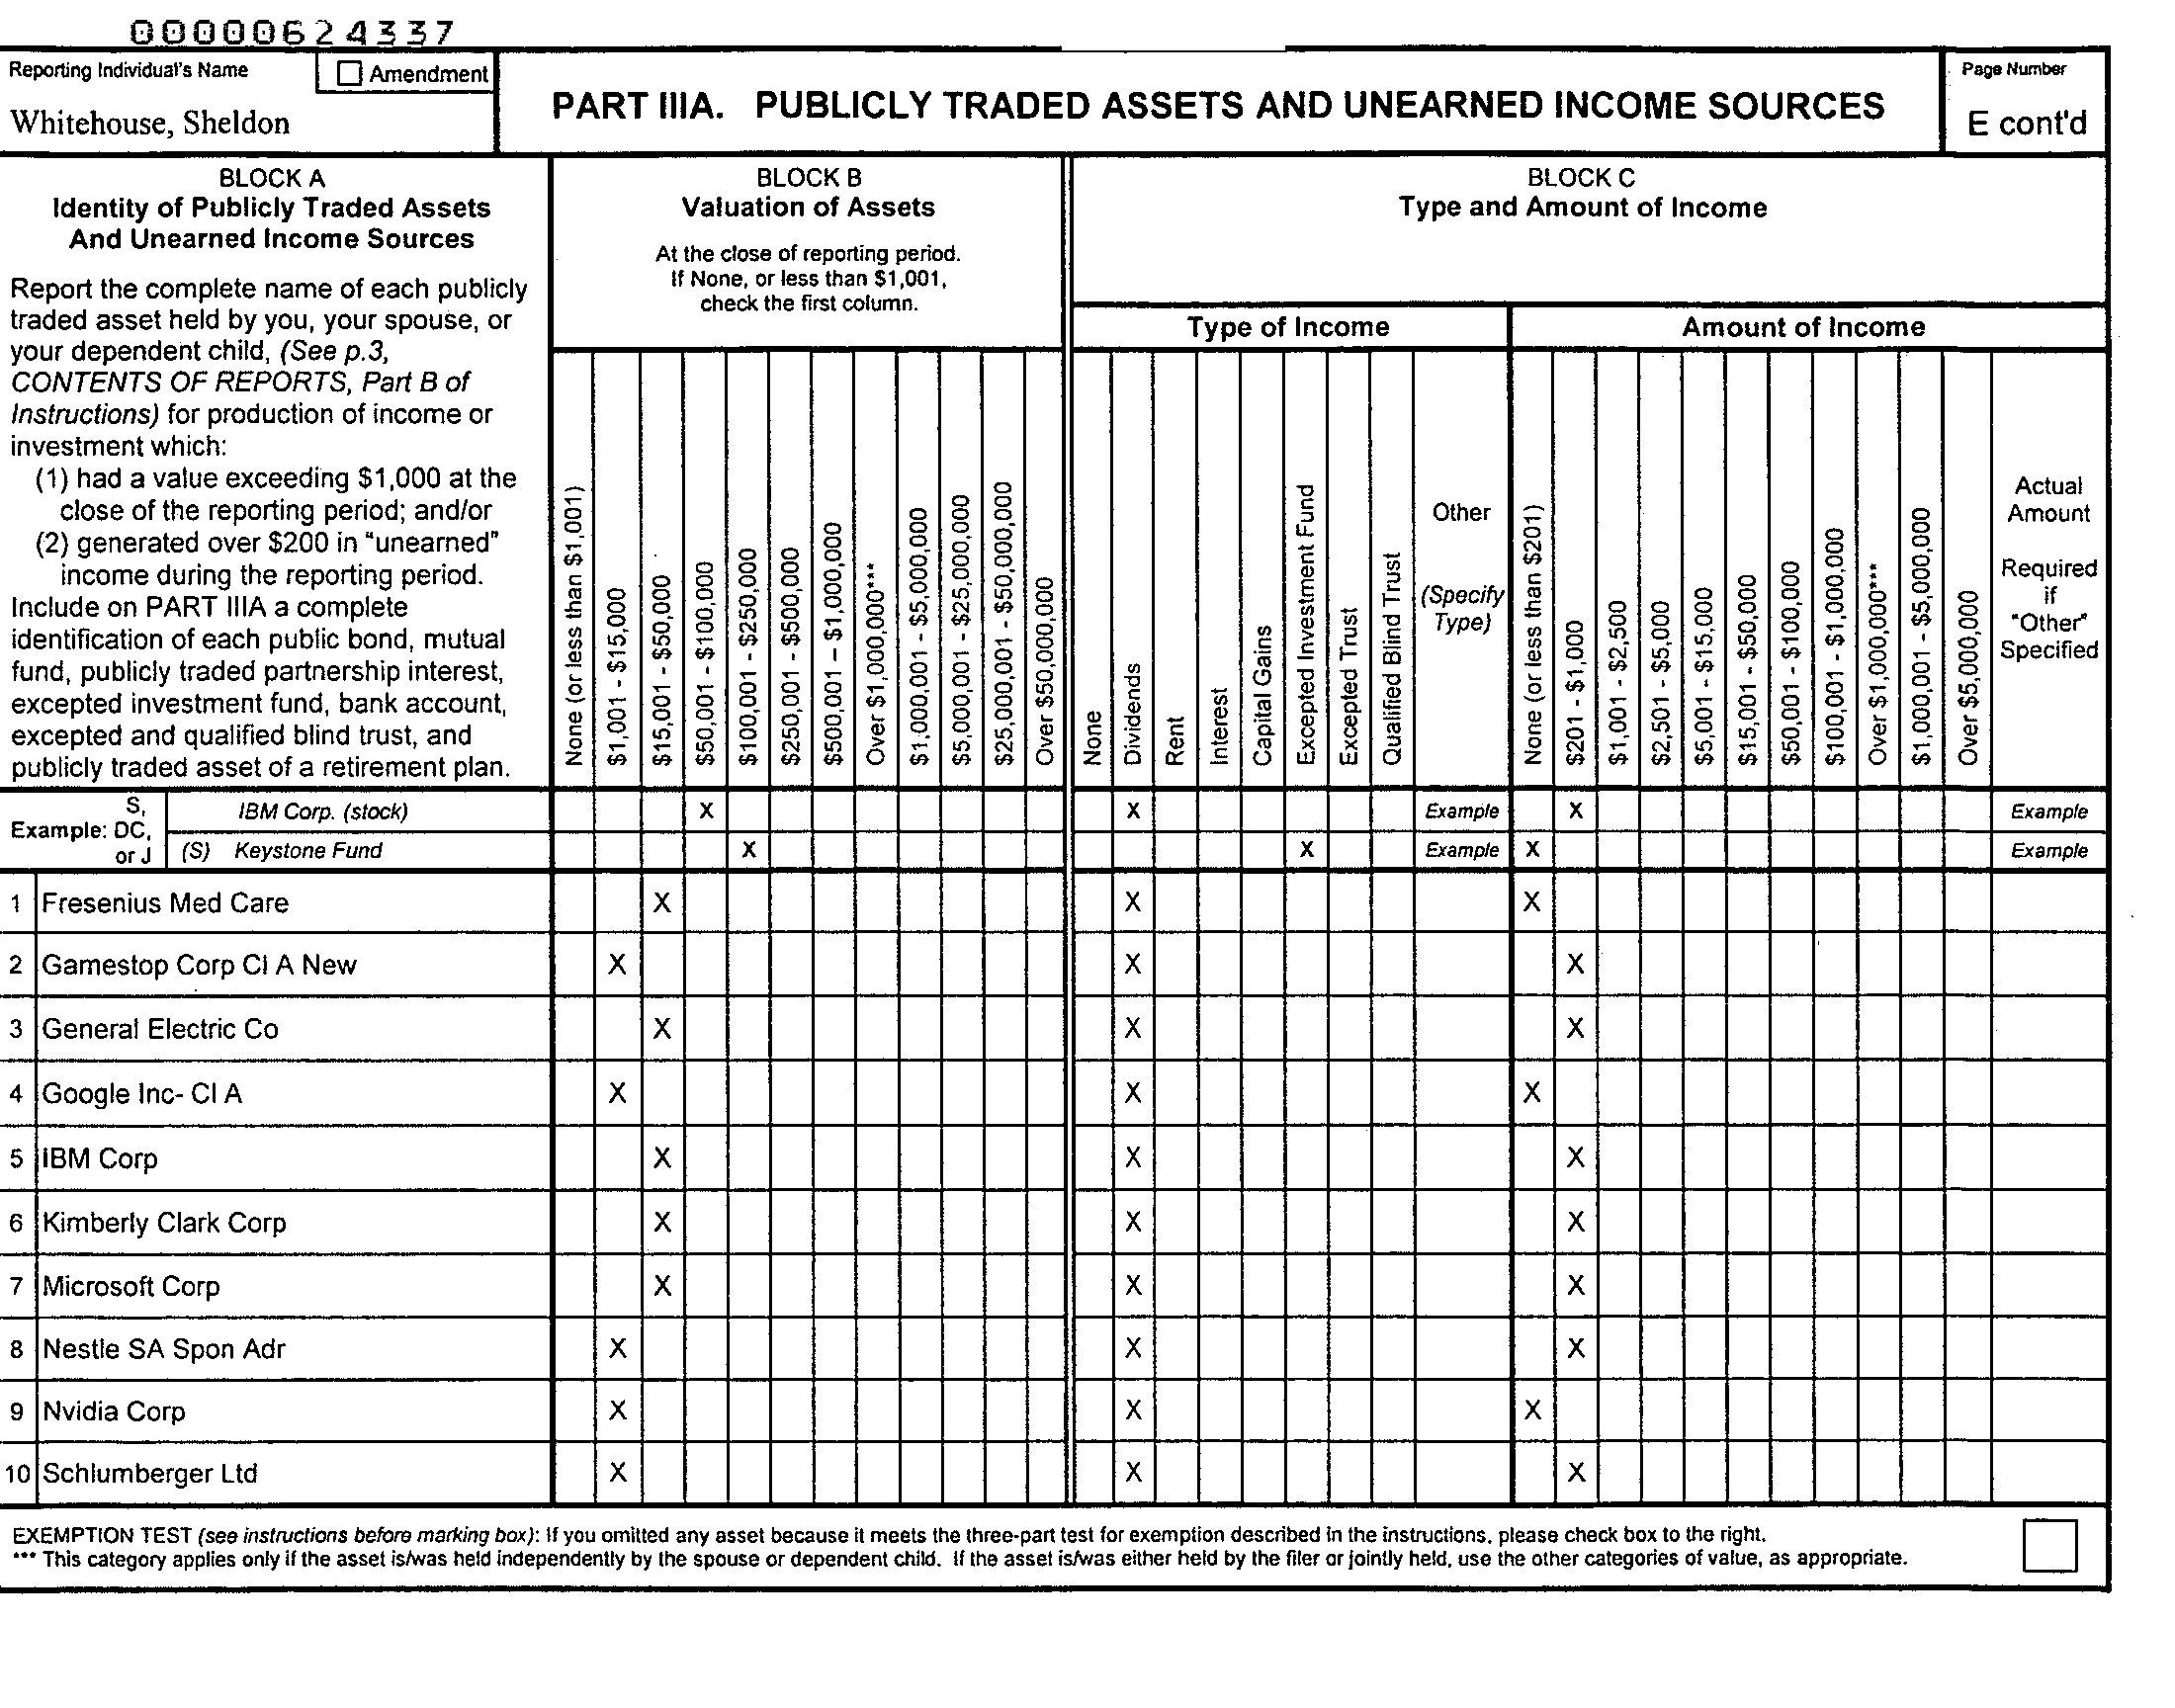 00000624337
Reporting Individual's Name
Amendment
Whitehouse, Sheldon
PART IIIA. PUBLICLY TRADED ASSETS AND UNEARNED INCOME SOURCES
Page Number
E cont'd
BLOCK A
Identity of Publicly Traded Assets
And Unearned Income Sources
Report the complete name of each publicly
traded asset held by you, your spouse, or
your dependent child, (See p.3,
CONTENTS OF REPORTS, Part B of
Instructions) for production of income or
investment which:
(1) had a value exceeding $1,000 at the
close of the reporting period; and/or
(2) generated over $200 in "unearned"
income during the reporting period.
Include on PART IIIA a complete
identification of each public bond, mutual
fund, publicly traded partnership interest,
excepted investment fund, bank account,
excepted and qualified blind trust, and
publicly traded asset of a retirement plan.
BLOCK B
Valuation of Assets
At the close of reporting period.
If None, or less than $1,001,
check the first column.
None (or less than $1,001)
$1,001 - $15,000
$15,001 - $50,000
$50,001 - $100,000
$100,001 - $250,000
$250,001 - $500,000
$500,001 – $1,000,000
Over $1,000,000***
$1,000,001 - $5,000,000
$5,000,001 - $25,000,000
$25,000,001 - $50,000,000
Over $50,000,000
BLOCK C
Type and Amount of Income
Type of Income
None
Dividends
Rent
Interest
Capital Gains
Excepted Investment Fund
Excepted Trust
Qualified Blind Trust
Other
(Specify
Type)
Amount of Income
None (or less than $201)
$201 - $1,000
$1,001 - $2,500
$2,501 - $5,000
$5,001 - $15,000
$15,001 - $50,000
$50,001 - $100,000
$100,001 - $1,000,000
Over $1,000,000***
$1,000,001 - $5,000,000
Over $5,000,000
Actual
Amount
Required
if
"Other"
Specified
Example: S, DC, or J
IBM Corp. (stock) X X Example X Example
(S) Keystone Fund X X Example X Example
1 Fresenius Med Care X X X
2 Gamestop Corp Cl A New X X X
3 General Electric Co X X X
4 Google Inc- Cl A X X X
5 IBM Corp X X X
6 Kimberly Clark Corp X X X
7 Microsoft Corp X X X
8 Nestle SA Spon Adr X X X
9 Nvidia Corp X X X
10 Schlumberger Ltd X X X
EXEMPTION TEST (see instructions before marking box): If you omitted any asset because it meets the three-part test for exemption described in the instructions, please check box to the right.
*** This category applies only if the asset is/was held independently by the spouse or dependent child. If the asset is/was either held by the filer or jointly held, use the other categories of value, as appropriate.